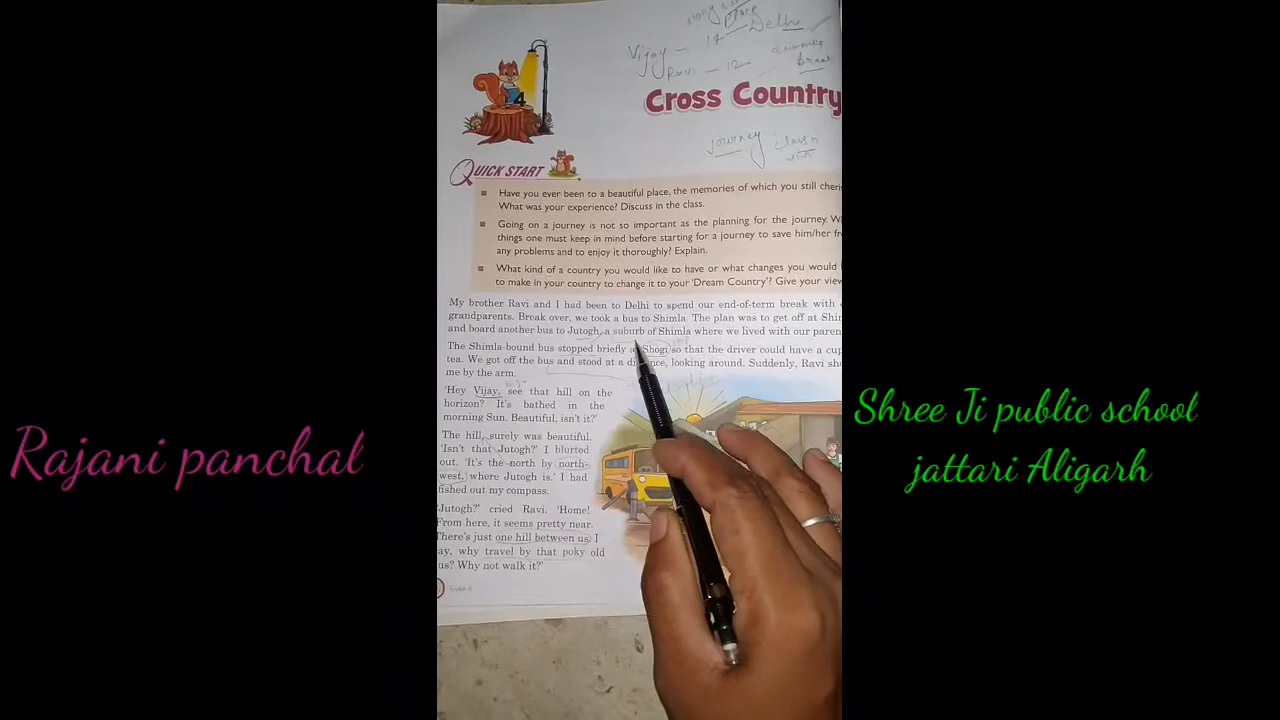 Place Delhi
Vijay - 14
Ravi - 12
4
Cross Country
journey
QUICK START
Have you ever been to a beautiful place, the memories of which you still
What was your experience? Discuss in the class.
Going on a journey is not so important as the planning for the journey.
things one must keep in mind before starting for a journey to save him/her
any problems and to enjoy it thoroughly? Explain.
What kind of a country you would like to have or what changes you would
to make in your country to change it to your 'Dream Country'? Give your
My brother Ravi and I had been to Delhi to spend our end-of-term break with
grandparents. Break over, we took a bus to Shimla. The plan was to get off at
and board another bus to Jutogh, a suburb of Shimla where we lived with our
The Shimla-bound bus stopped briefly Shogi so that the driver could have a
tea. We got off the bus and stood at a looking around. Suddenly, Ravi
me by the arm.
'Hey Vijay, see that hill on the
horizon? It's bathed in the
morning Sun. Beautiful, isn't it?'
The hill, surely was beautiful.
'Isn't that Jutogh?' I blurted
out. 'It's the north by north-
west, where Jutogh is.' I had
fished out my compass.
Jutogh?' cried Ravi. 'Home!
From here, it seems pretty near.
There's just one hill between us. I
ay, why travel by that poky old
us? Why not walk it?'
Rajani panchal
Shree Ji public school
jattari Aligarh